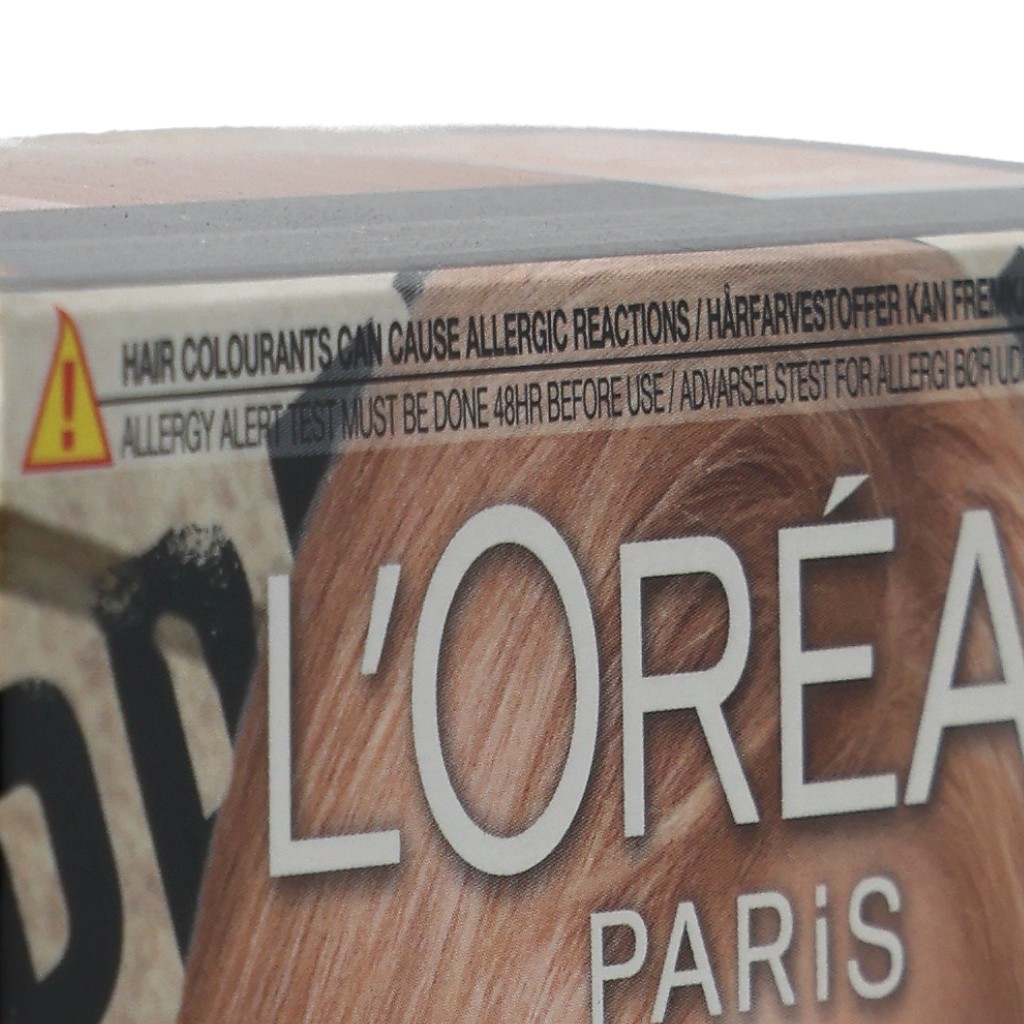 HAIR COLOURANTS CAN CAUSE ALLERGIC REACTIONS / HÅRFARVESTOFFER KAN
ALLERGY ALERT TEST MUST BE DONE 48HR BEFORE USE / ADVARSELSTEST FOR ALLERGI BØR
L'ORÉA
PARiS